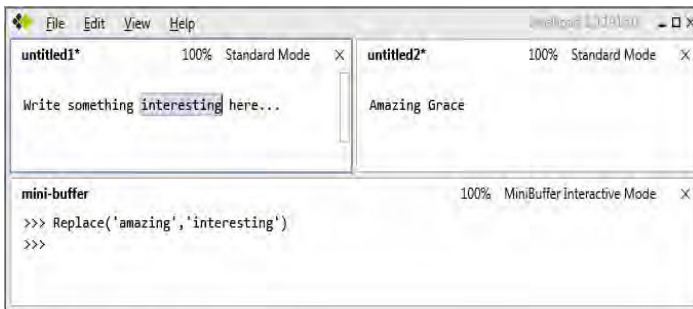 File Edit View Help
untitled1* 100% Standard Mode X
Write something interesting here...
untitled2* 100% Standard Mode X
Amazing Grace
mini-buffer 100% MiniBuffer Interactive Mode X
>>> Replace('amazing','interesting')
>>>